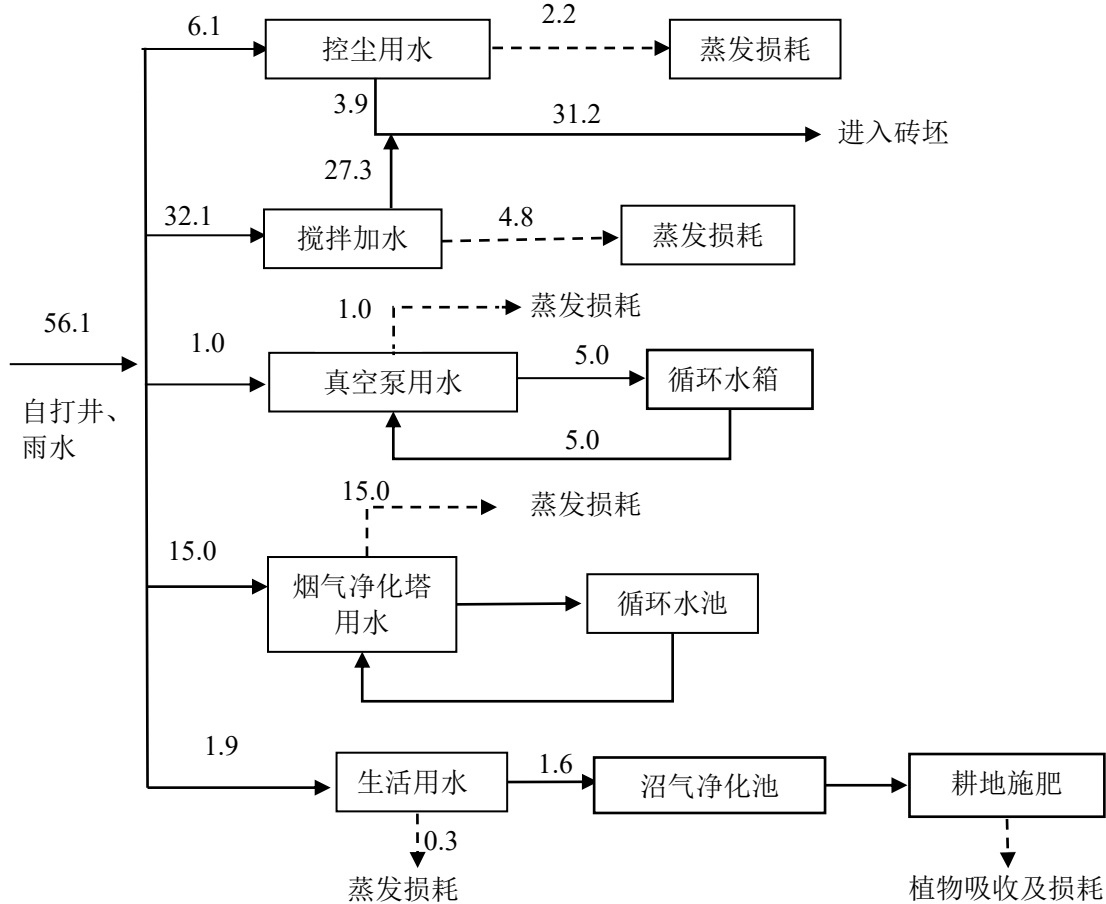 6.1
控尘用水
2.2
蒸发损耗
3.9
31.2
进入砖坯
27.3
32.1
搅拌加水
4.8
蒸发损耗
56.1
自打井、
雨水
1.0
1.0
蒸发损耗
真空泵用水
5.0
循环水箱
5.0
15.0
蒸发损耗
15.0
烟气净化塔
用水
循环水池
1.9
生活用水
1.6
沼气净化池
耕地施肥
0.3
蒸发损耗
植物吸收及损耗